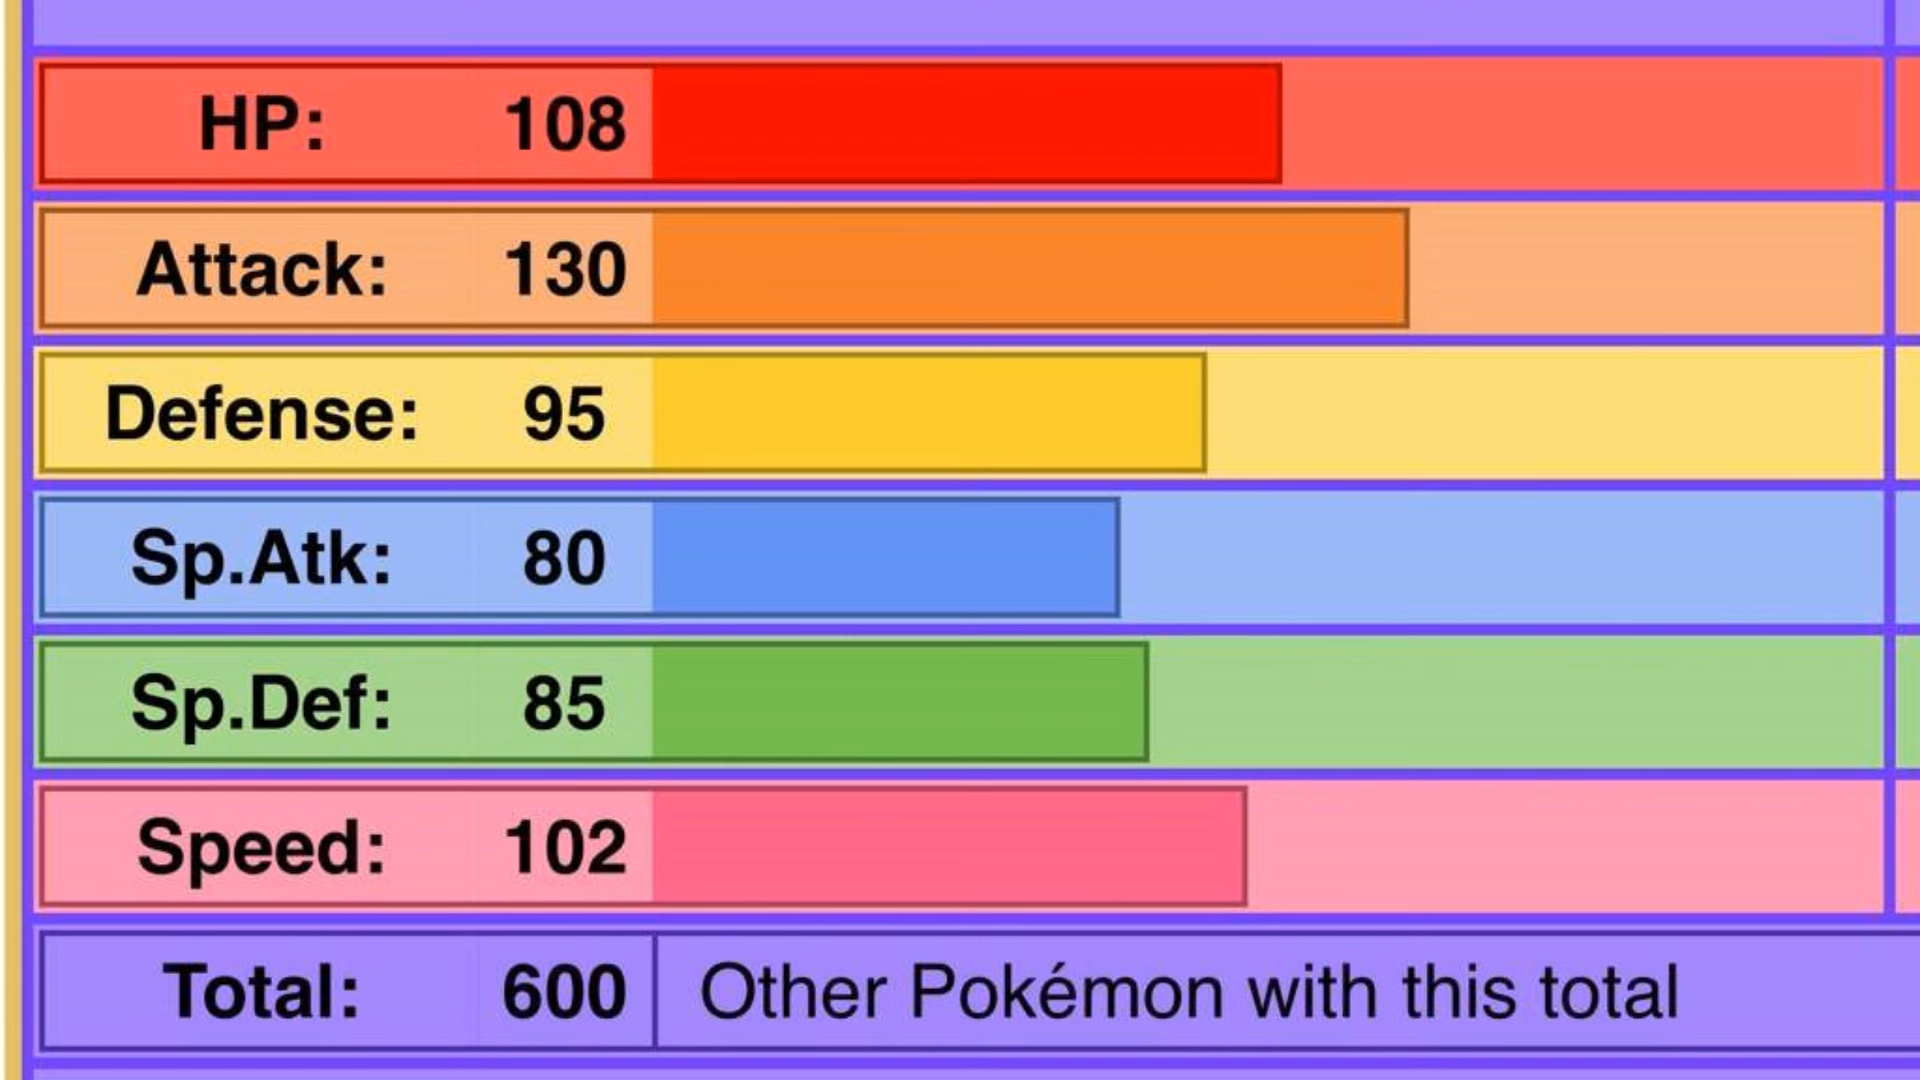 HP: 108
Attack: 130
Defense: 95
Sp.Atk: 80
Sp.Def: 85
Speed: 102
Total: 600 Other Pokémon with this total